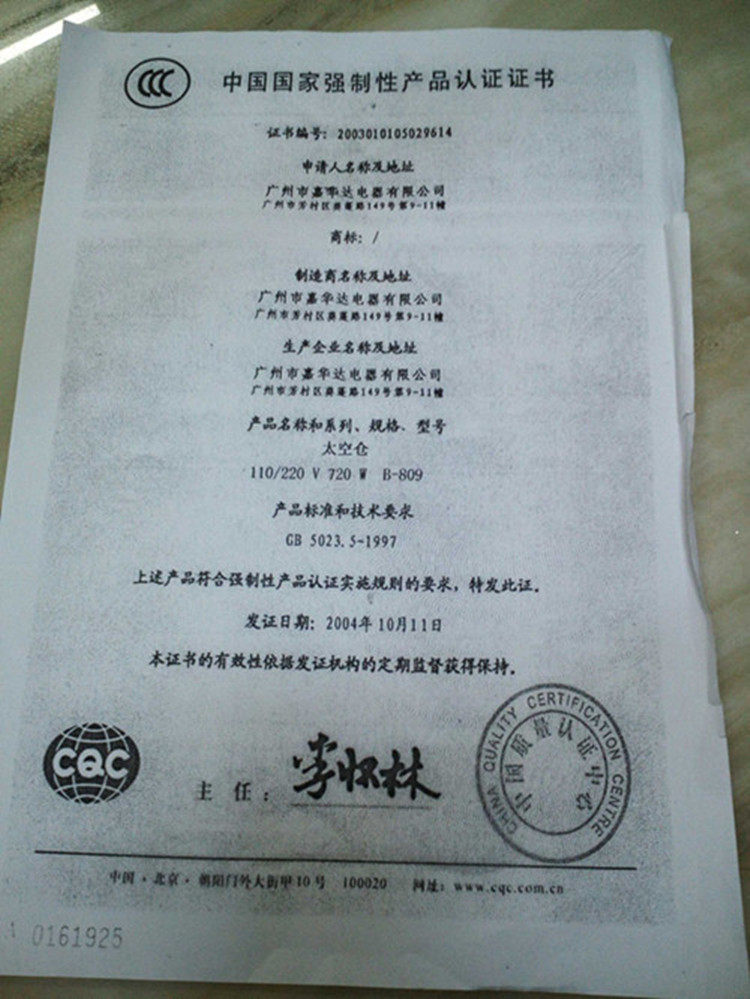 CCC
中国国家强制性产品认证证书
证书编号：2003010105029614
申请人名称及地址
广州市嘉华达电器有限公司
广州市芳村区葵蓬路149号第9-11幢
商标：/
制造商名称及地址
广州市嘉华达电器有限公司
广州市芳村区葵蓬路149号第9-11幢
生产企业名称及地址
广州市嘉华达电器有限公司
广州市芳村区葵蓬路149号第9-11幢
产品名称和系列、规格、型号
太空仓
110/220 V 720 W B-809
产品标准和技术要求
GB 5023.5-1997
上述产品符合强制性产品认证实施规则的要求，特发此证。
发证日期：2004年10月11日
本证书的有效性依据发证机构的定期监督获得保持。
CQC
主任：李怀林
CHINA QUALITY CERTIFICATION CENTRE
中国质量认证中心
中国·北京·朝阳门外大街甲10号 100020 网址：www.cqc.com.cn
0161925